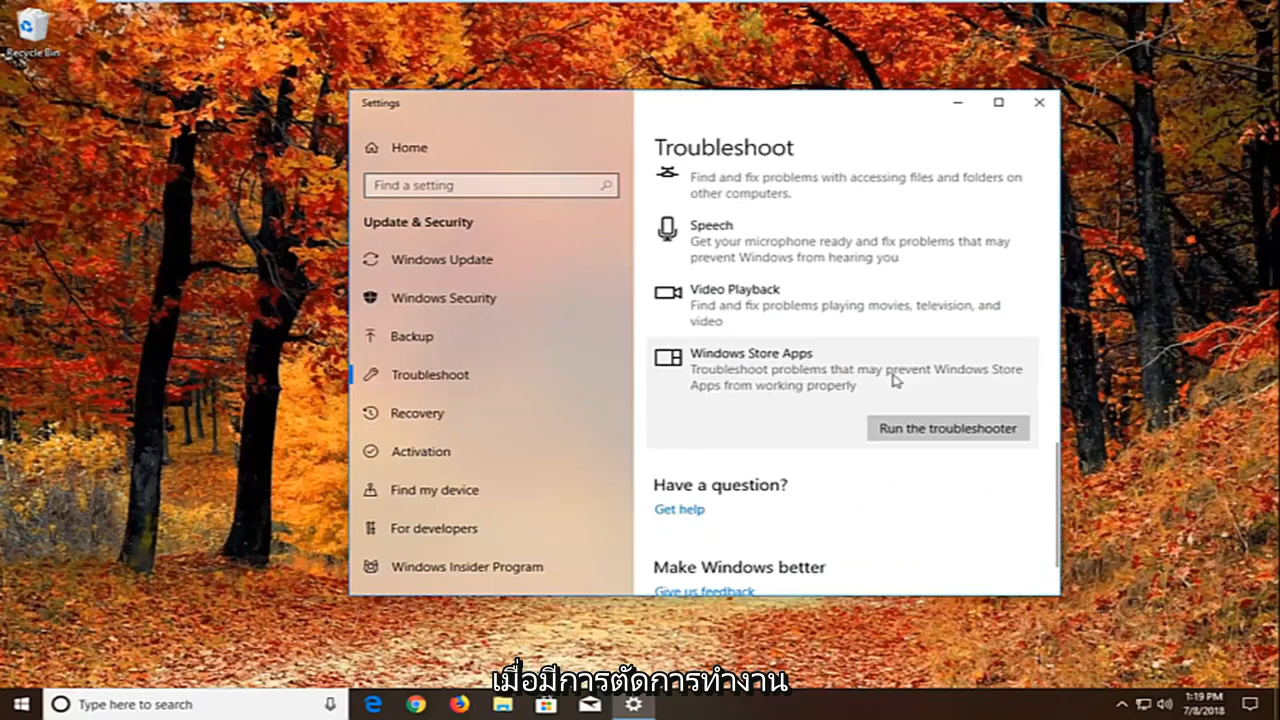 Recycle Bin
Settings
Home
Find a setting
Update & Security
Windows Update
Windows Security
Backup
Troubleshoot
Recovery
Activation
Find my device
For developers
Windows Insider Program
Troubleshoot
Find and fix problems with accessing files and folders on
other computers.
Speech
Get your microphone ready and fix problems that may
prevent Windows from hearing you
Video Playback
Find and fix problems playing movies, television, and
video
Windows Store Apps
Troubleshoot problems that may prevent Windows Store
Apps from working properly
Run the troubleshooter
Have a question?
Get help
Make Windows better
Give us feedback
เมื่อมีการตัดการทำงาน
Type here to search
1:19 PM
7/8/2018